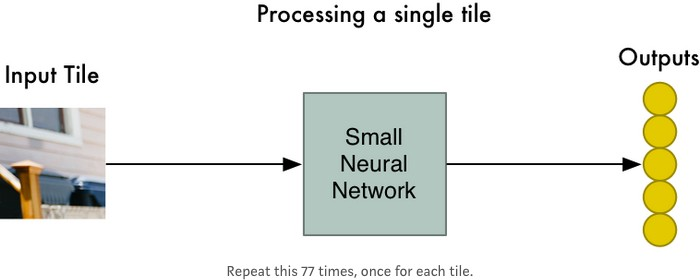 Processing a single tile
Input Tile
Outputs
Small
Neural
Network
Repeat this 77 times, once for each tile.